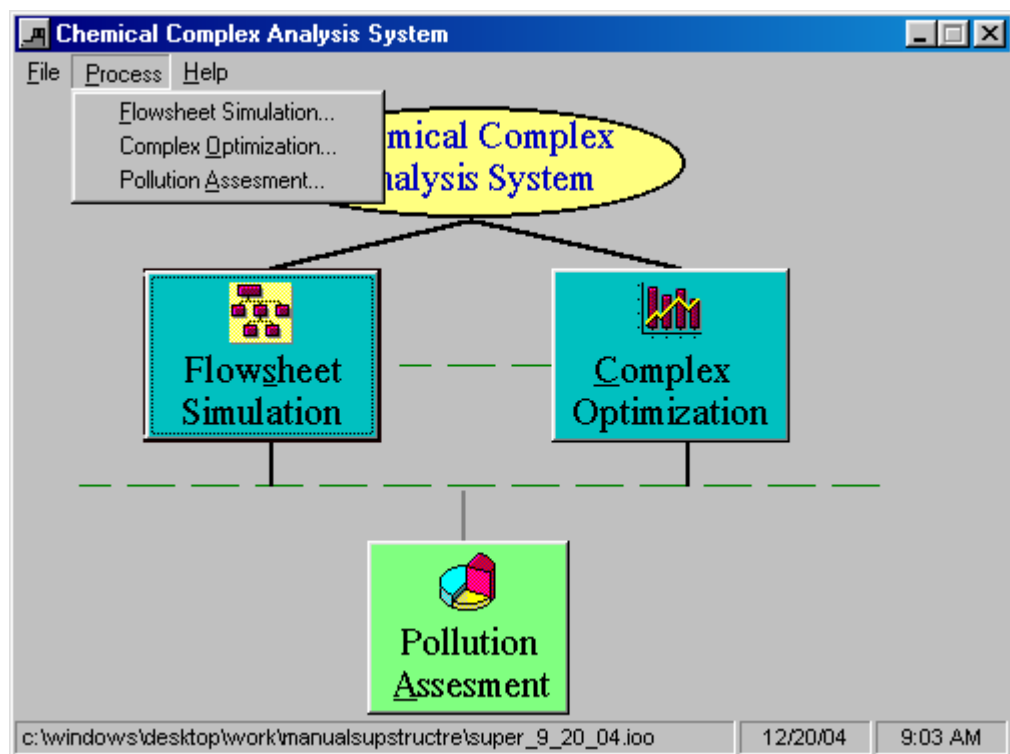 Chemical Complex Analysis System
File Process Help
Flowsheet Simulation...
Complex Optimization...
Pollution Assesment...
mical Complex
nalysis System
Flowsheet
Simulation
Complex
Optimization
Pollution
Assesment
c:\windows\desktop\work\manualsupstructre\super_9_20_04.ioo 12/20/04 9:03 AM